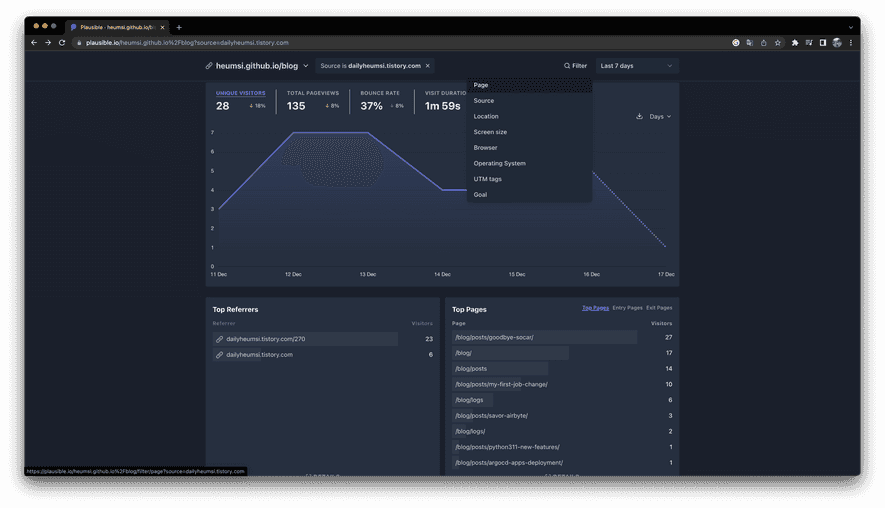 Plausible · heumsi.github.io/bl
plausible.io/heumsi.github.io%2Fblog?source=dailyheumsi.tistory.com
heumsi.github.io/blog
Source is dailyheumsi.tistory.com
Filter
Last 7 days
UNIQUE VISITORS
28
↓ 18%
TOTAL PAGEVIEWS
135
↓ 8%
BOUNCE RATE
37%
↑ 8%
VISIT DURATIO
1m 59s
Page
Source
Location
Screen size
Browser
Operating System
UTM tags
Goal
Days
7
6
5
4
3
2
1
0
11 Dec
12 Dec
13 Dec
14 Dec
15 Dec
16 Dec
17 Dec
Top Referrers
Referrer Visitors
dailyheumsi.tistory.com/270 23
dailyheumsi.tistory.com 6
Top Pages
Top Pages Entry Pages Exit Pages
Page Visitors
/blog/posts/goodbye-socar/ 27
/blog/ 17
/blog/posts 14
/blog/posts/my-first-job-change/ 10
/blog/logs 6
/blog/posts/savor-airbyte/ 3
/blog/logs/ 2
/blog/posts/python311-new-features/ 1
/blog/posts/argocd-apps-deployment/ 1
https://plausible.io/heumsi.github.io%2Fblog/filter/page?source=dailyheumsi.tistory.com